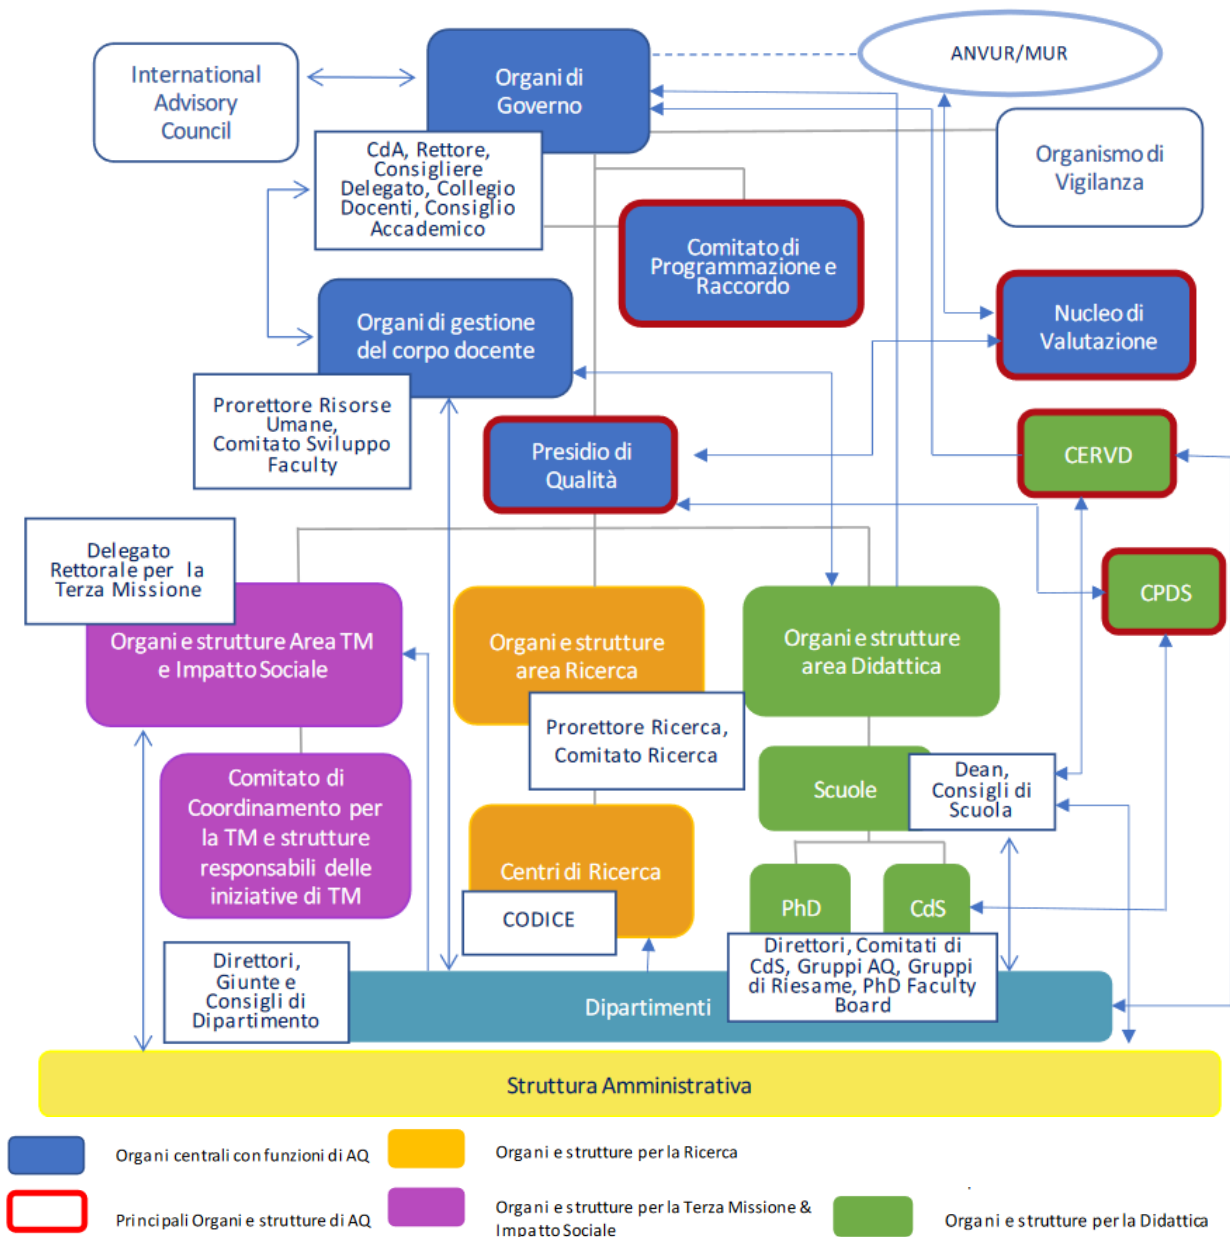 International
Advisory
Council
Organi di
Governo
ANVUR/MUR
CdA, Rettore,
Consigliere
Delegato, Collegio
Docenti, Consiglio
Accademico
Organismo di
Vigilanza
Comitato di
Programmazione e
Raccordo
Organi di gestione
del corpo docente
Nucleo di
Valutazione
Prorettore Risorse
Umane,
Comitato Sviluppo
Faculty
Presidio di
Qualità
CERVD
Delegato
Rettorale per la
Terza Missione
CPDS
Organi e strutture Area TM
e Impatto Sociale
Organi e strutture
area Ricerca
Organi e strutture
area Didattica
Prorettore Ricerca,
Comitato Ricerca
Comitato di
Coordinamento per
la TM e strutture
responsabili delle
iniziative di TM
Scuole
Dean,
Consigli di
Scuola
Centri di Ricerca
CODICE
PhD
CdS
Direttori,
Giunte e
Consigli di
Dipartimento
Dipartimenti
Direttori, Comitati di
CdS, Gruppi AQ, Gruppi
di Riesame, PhD Faculty
Board
Struttura Amministrativa
Organi centrali con funzioni di AQ
Organi e strutture per la Ricerca
Principali Organi e strutture di AQ
Organi e strutture per la Terza Missione &
Impatto Sociale
Organi e strutture per la Didattica